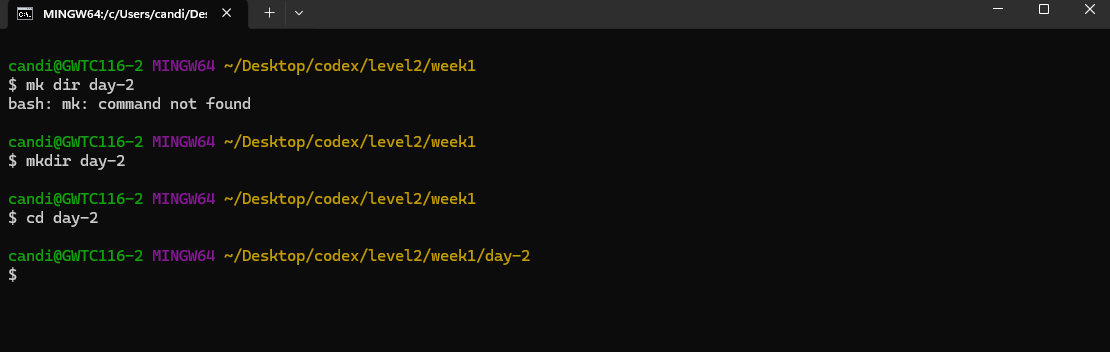 MINGW64:/c/Users/candi/Des
candi@GWTC116-2 MINGW64 ~/Desktop/codex/level2/week1
$ mk dir day-2
bash: mk: command not found
candi@GWTC116-2 MINGW64 ~/Desktop/codex/level2/week1
$ mkdir day-2
candi@GWTC116-2 MINGW64 ~/Desktop/codex/level2/week1
$ cd day-2
candi@GWTC116-2 MINGW64 ~/Desktop/codex/level2/week1/day-2
$